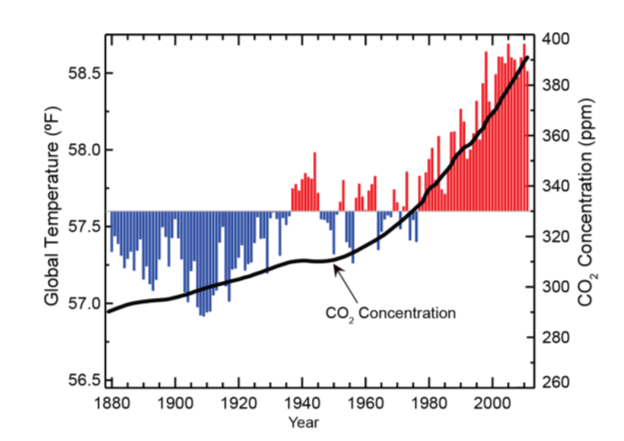 Global Temperature (ºF)
58.5
58.0
57.5
57.0
56.5
400
380
360
340
320
300
280
260
CO2 Concentration (ppm)
CO2 Concentration
1880 1900 1920 1940 1960 1980 2000
Year